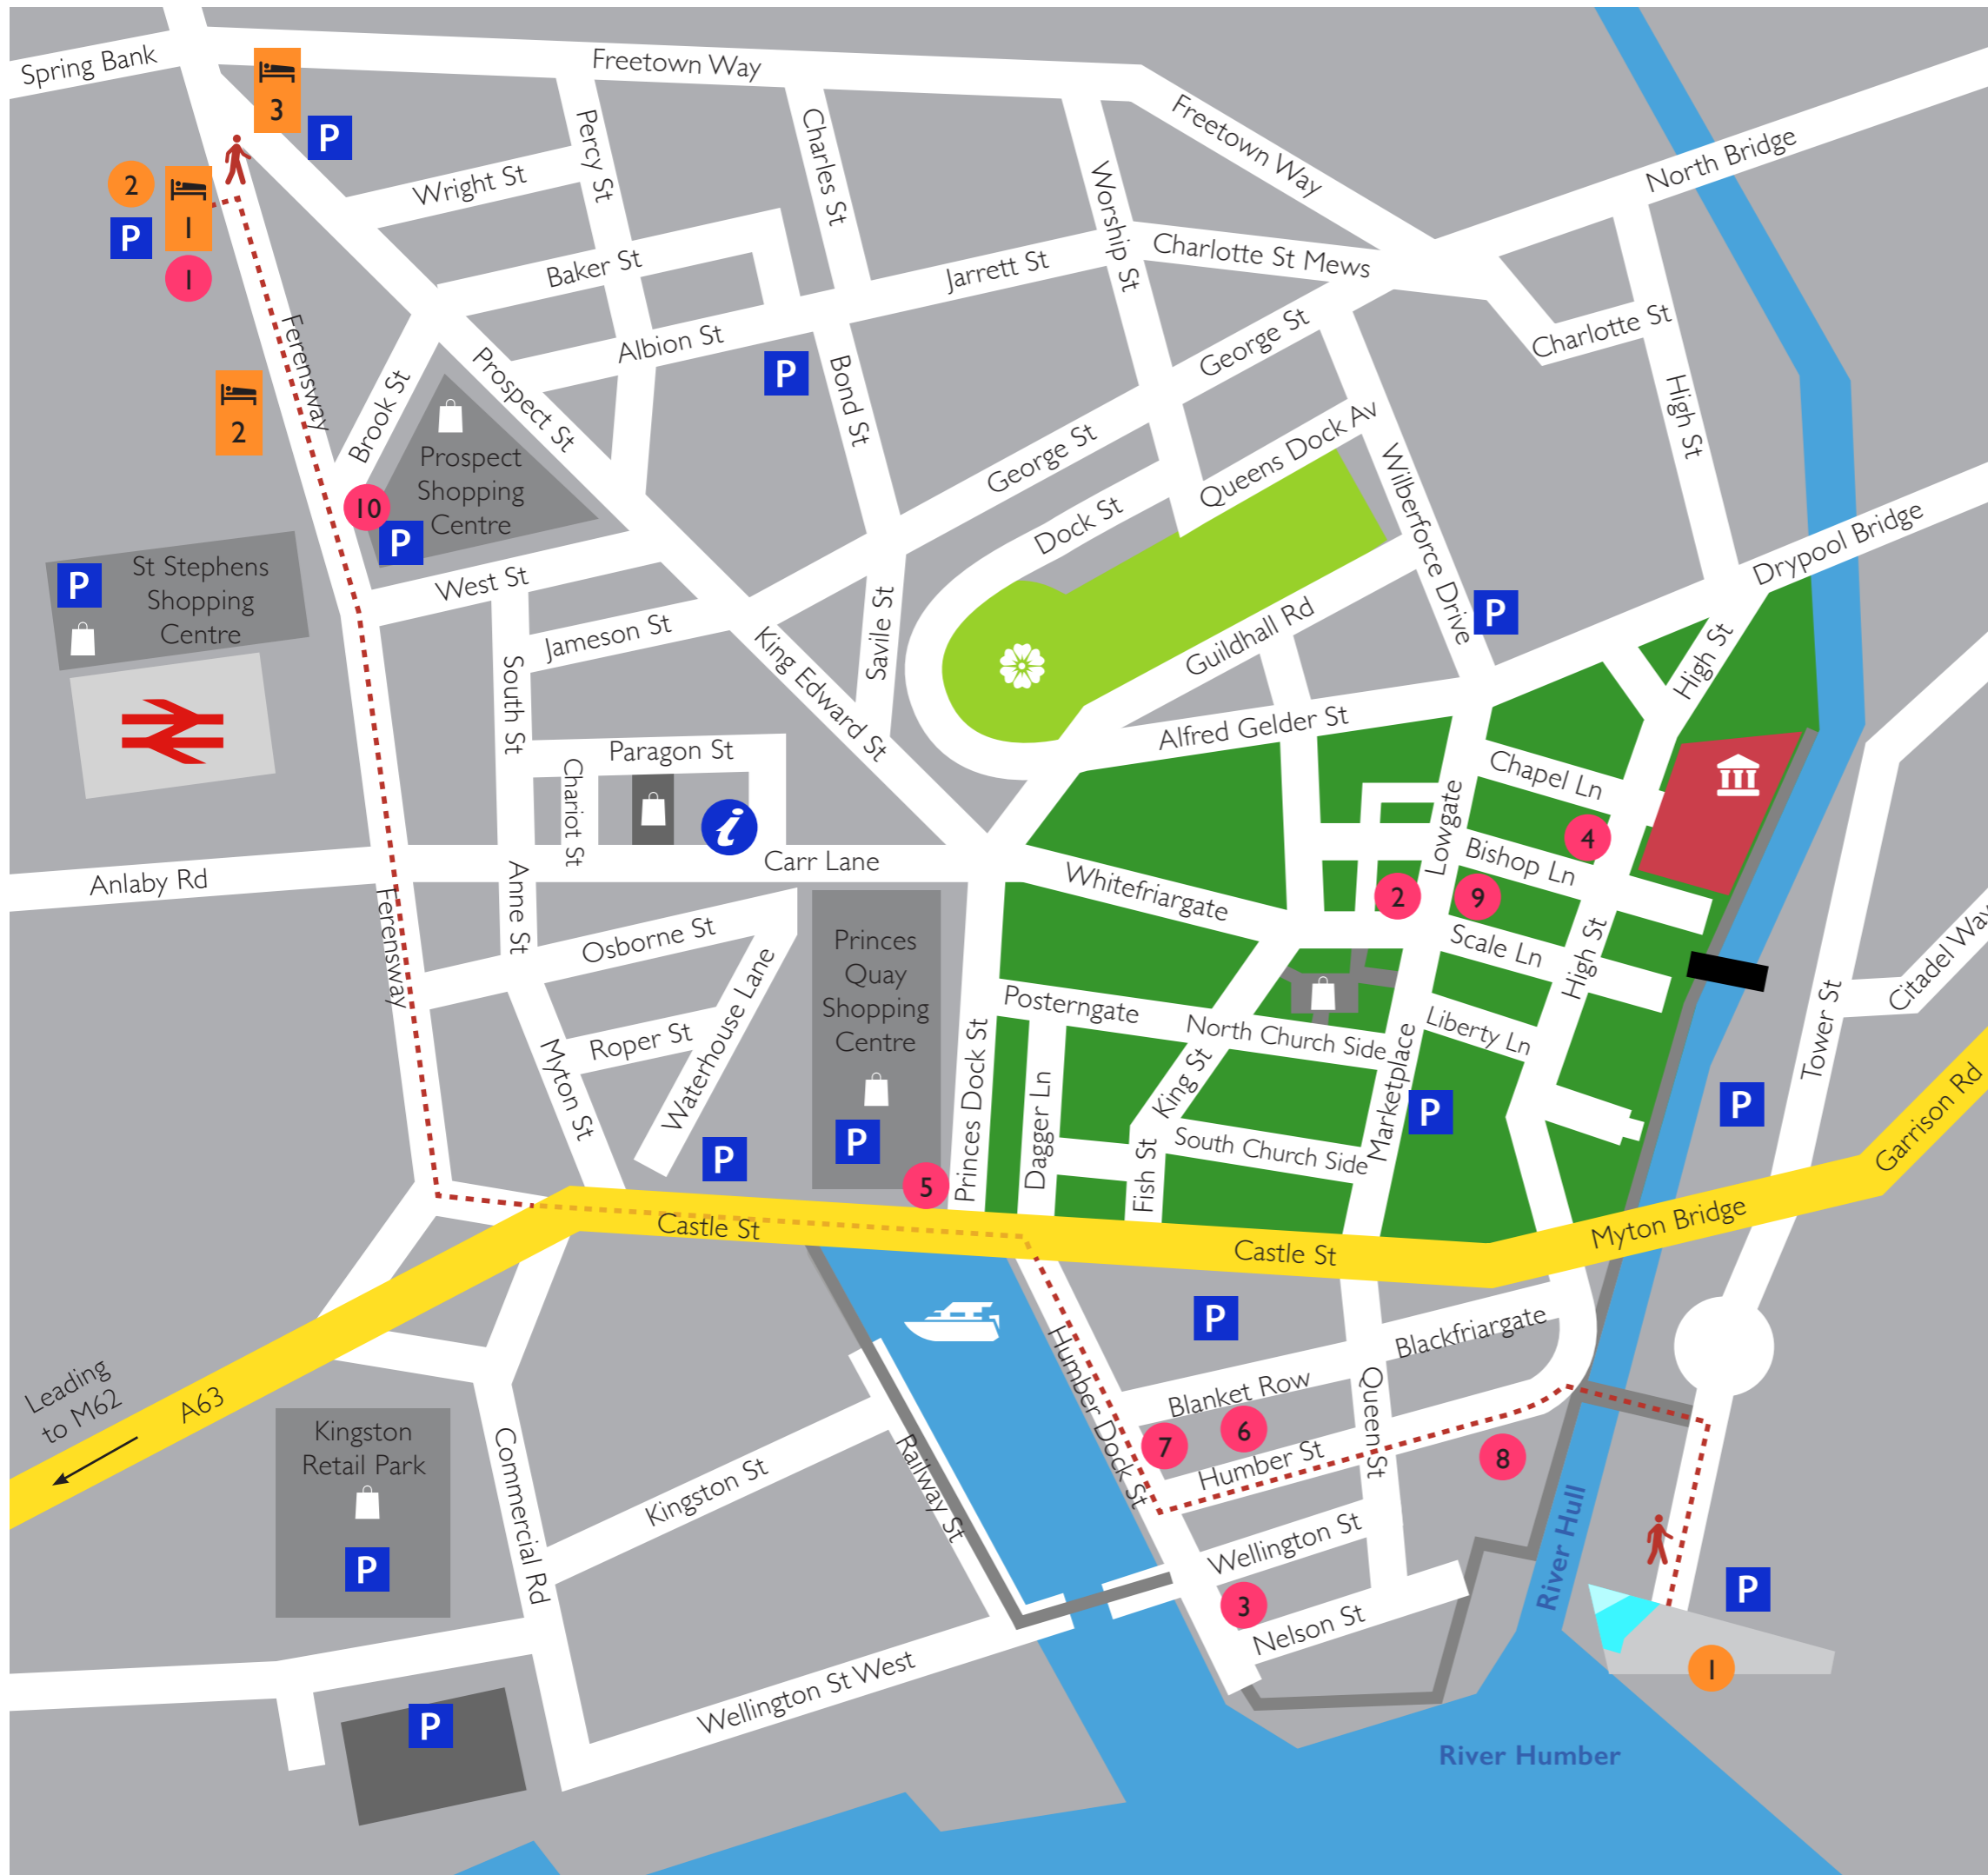 Spring Bank
Freetown Way
3
P
Percy St
Charles St
Freetown Way
North Bridge
2
1
P
1
Wright St
Worship St
Baker St
Jarrett St
Charlotte St Mews
Ferensway
Albion St
P
George St
Charlotte St
2
Brook St
Prospect St
Bond St
High St
Prospect
Shopping
Centre
George St
Queens Dock Av
Wilberforce Drive
10
P
Dock St
Drypool Bridge
St Stephens
Shopping
Centre
P
West St
Jameson St
King Edward St
Savile St
Guildhall Rd
P
High St
South St
Paragon St
Alfred Gelder St
Chariot St
i
Chapel Ln
Lowgate
4
Carr Lane
Bishop Ln
Anlaby Rd
Anne St
Whitefriargate
2
9
Ferensway
Osborne St
Scale Ln
High St
Citadel Way
Princes
Quay
Shopping
Centre
P
Waterhouse Lane
Posterngate
North Church Side
Liberty Ln
Roper St
Myton St
Princes Dock St
Dagger Ln
King St
Marketplace
P
P
Tower St
P
South Church Side
Fish St
5
Garrison Rd
Castle St
Castle St
Myton Bridge
P
Blackfriargate
Leading
to M62
A63
Humber Dock St
Blanket Row
Queen St
Kingston
Retail Park
P
7
6
8
Humber St
Commercial Rd
Kingston St
Railway St
Wellington St
River Hull
P
3
Nelson St
Wellington St West
1
P
River Humber